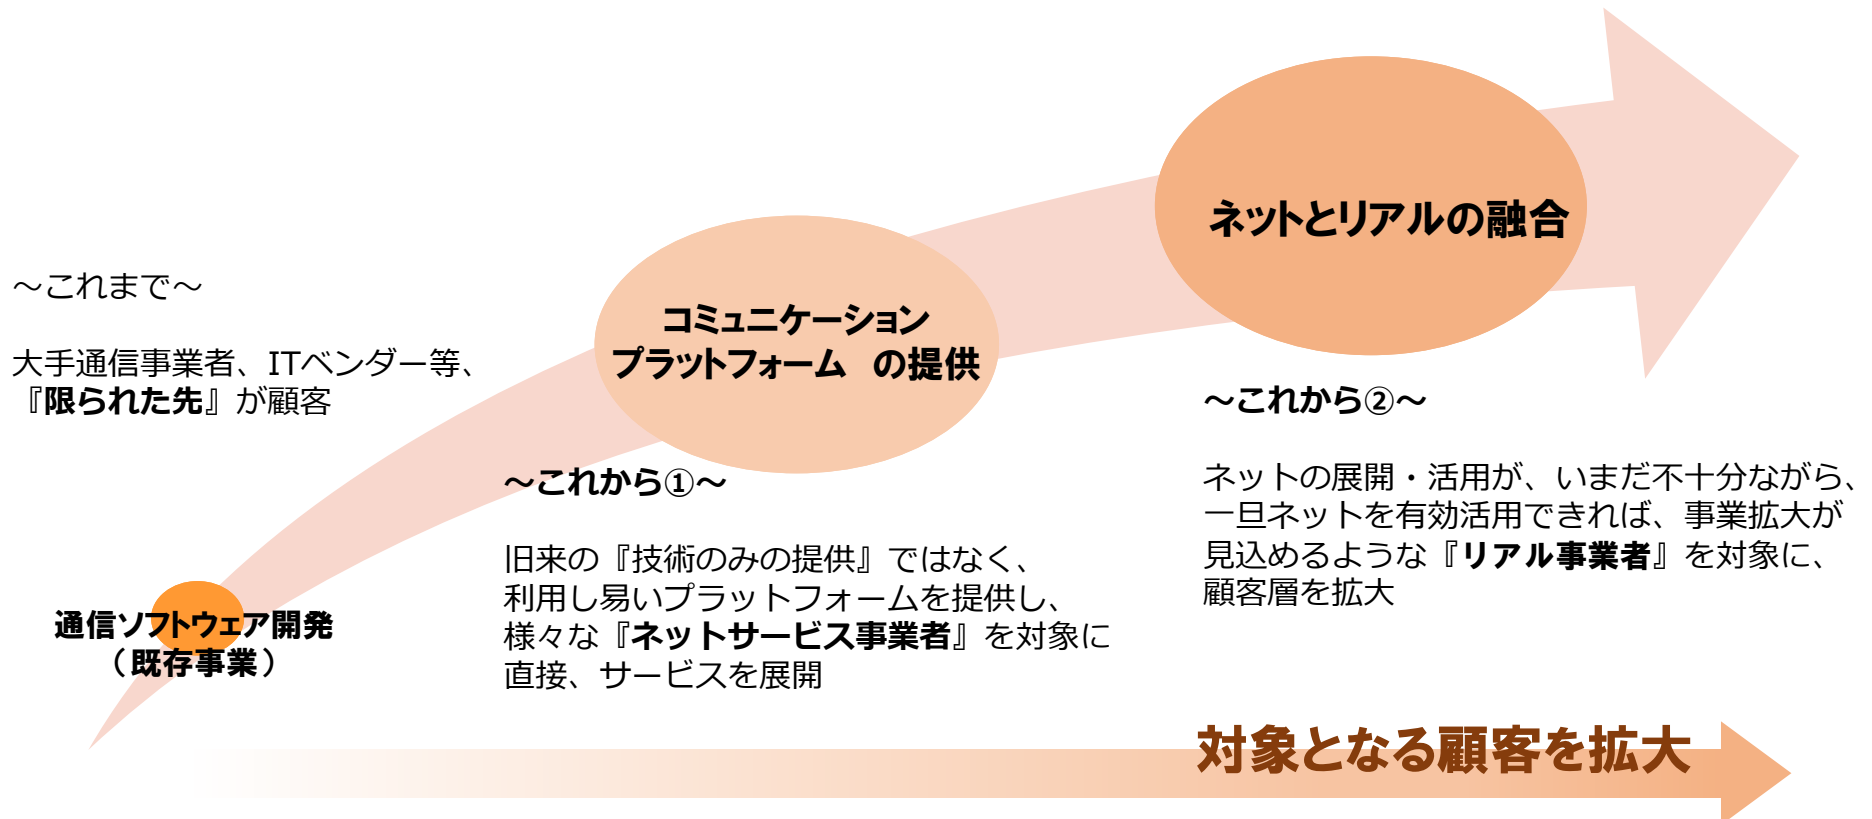 ～これまで～
大手通信事業者、ITベンダー等、
『限られた先』が顧客
通信ソフトウェア開発
（既存事業）
コミュニケーション
プラットフォーム　の提供
～これから①～
旧来の『技術のみの提供』ではなく、
利用し易いプラットフォームを提供し、
様々な『ネットサービス事業者』を対象に
直接、サービスを展開
ネットとリアルの融合
～これから②～
ネットの展開・活用が、いまだ不十分ながら、
一旦ネットを有効活用できれば、事業拡大が
見込めるような『リアル事業者』を対象に、
顧客層を拡大
対象となる顧客を拡大